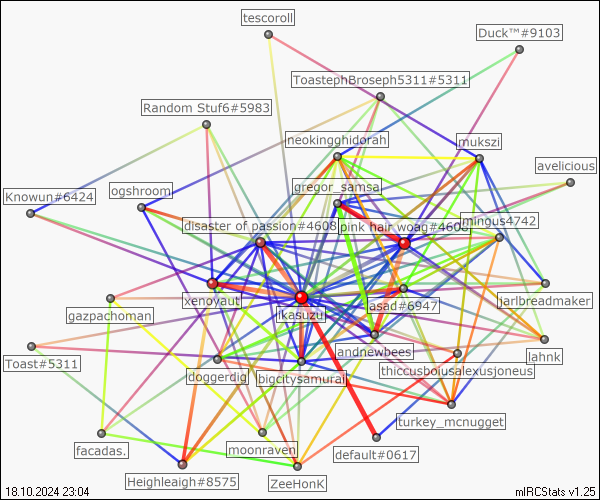 tescoroll
Duck™#9103
ToastephBroseph5311#5311
Random Stuf6#5983
neokingghidorah
mukszi
avelicious
Knowun#6424
ogshroom
gregor_samsa
disaster of passion#4608
pink hair woag#4608
mingus4742
xenoyaut
ikasuzu
asad#6947
jarlbreadmaker
gazpachoman
andnewbees
lahnk
Toast#5311
doggerdig
bigcitysamurai
thiccusbousalexusjoneus
turkey_mcnugget
facadas.
moonraven
default#0617
Heighleaigh#8575
ZeeHonK
18.10.2024 23:04
mIRCStats v1.25